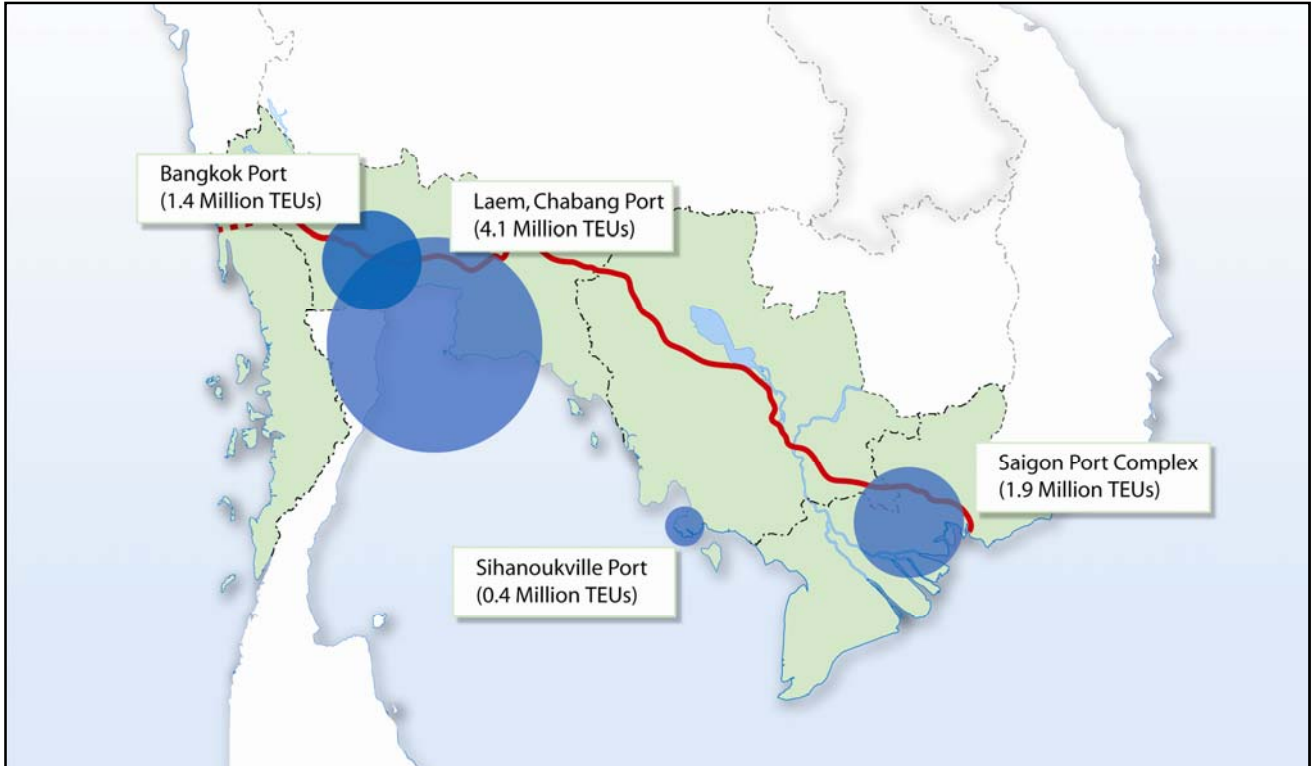 Bangkok Port
(1.4 Million TEUs)
Laem, Chabang Port
(4.1 Million TEUs)
Saigon Port Complex
(1.9 Million TEUs)
Sihanoukville Port
(0.4 Million TEUs)